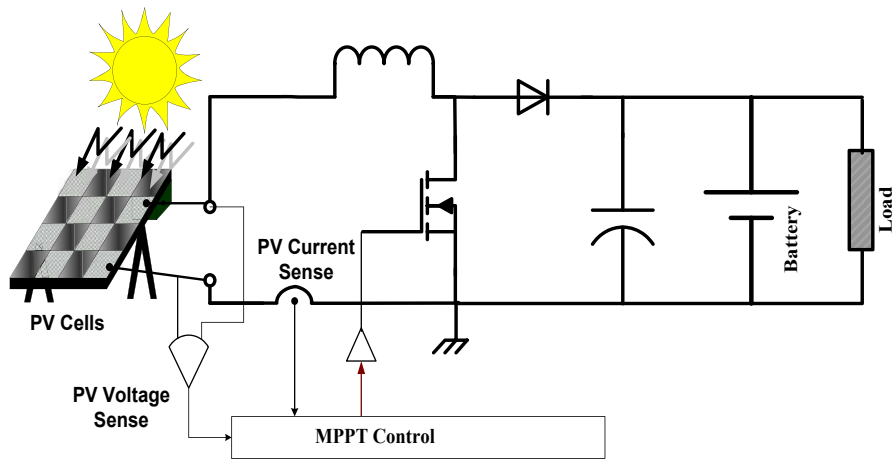 PV Current
Sense
Battery
Load
PV Cells
PV Voltage
Sense
MPPT Control